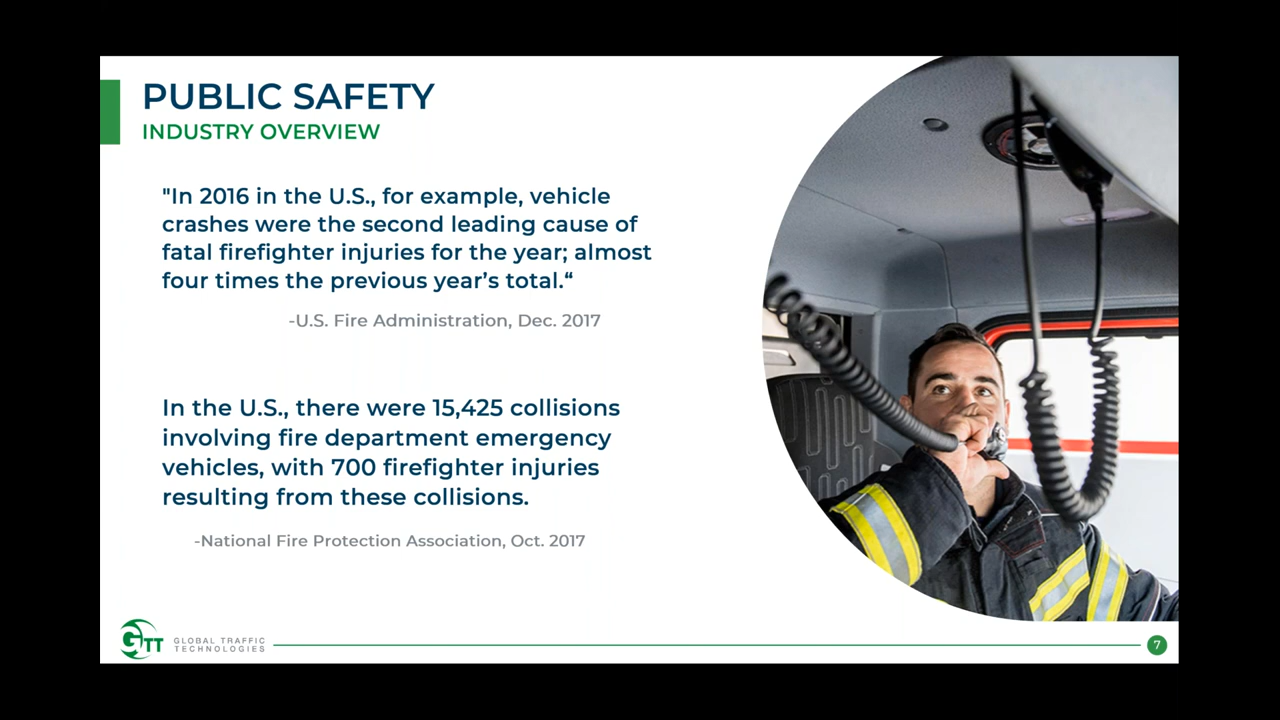 PUBLIC SAFETY
INDUSTRY OVERVIEW
"In 2016 in the U.S., for example, vehicle
crashes were the second leading cause of
fatal firefighter injuries for the year; almost
four times the previous year’s total.“
-U.S. Fire Administration, Dec. 2017
In the U.S., there were 15,425 collisions
involving fire department emergency
vehicles, with 700 firefighter injuries
resulting from these collisions.
-National Fire Protection Association, Oct. 2017
GTT
GLOBAL TRAFFIC
TECHNOLOGIES
7